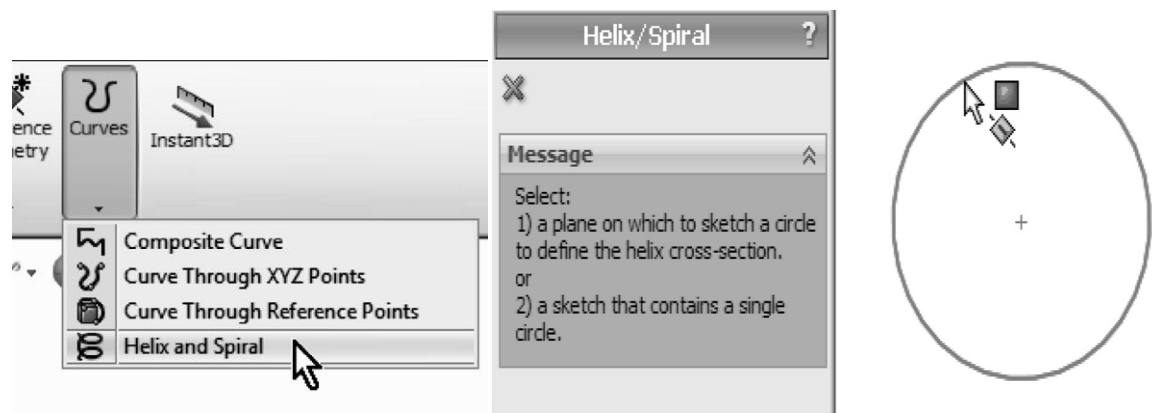 ence
etry
Curves
Instant3D
Composite Curve
Curve Through XYZ Points
Curve Through Reference Points
Helix and Spiral
Helix/Spiral ?
Message
Select:
1) a plane on which to sketch a circle
to define the helix cross-section.
or
2) a sketch that contains a single
circle.